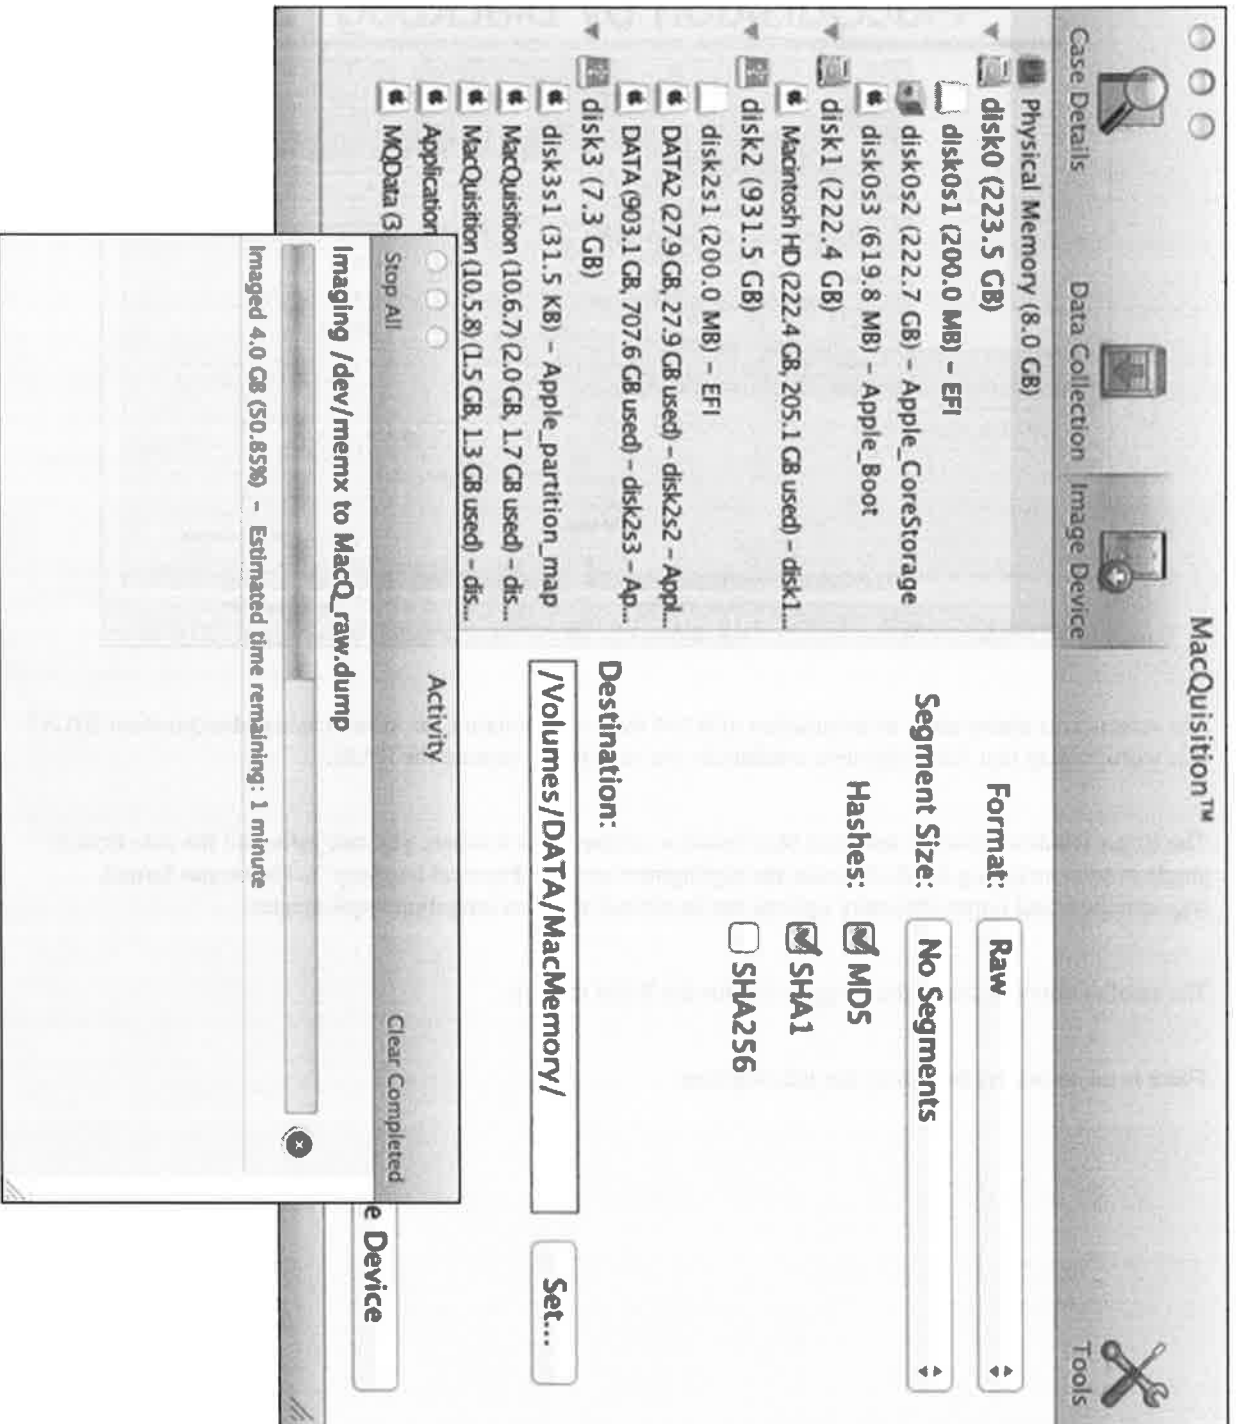 MacQuisition™
Case Details
Data Collection
Image Device
Tools
Physical Memory (8.0 GB)
disk0 (223.5 GB)
disk0s1 (200.0 MB) – EFI
disk0s2 (222.7 GB) – Apple_CoreStorage
disk0s3 (619.8 MB) – Apple_Boot
disk1 (222.4 GB)
Macintosh HD (222.4 GB, 205.1 GB used) – disk1...
disk2 (931.5 GB)
disk2s1 (200.0 MB) – EFI
DATA2 (27.9 GB, 27.9 GB used) – disk2s2 – Appl...
DATA (903.1 GB, 707.6 GB used) – disk2s3 – Ap...
disk3 (7.3 GB)
disk3s1 (31.5 KB) – Apple_partition_map
MacQuisition (10.6.7) (2.0 GB, 1.7 GB used) – dis...
MacQuisition (10.5.8) (1.5 GB, 1.3 GB used) – dis...
Application
MQData (3
Format: Raw
Segment Size: No Segments
Hashes: MD5
SHA1
SHA256
Destination:
/Volumes/DATA/MacMemory/
Set...
e Device
Activity
Stop All
Clear Completed
Imaging /dev/memx to MacQ_raw.dump
Imaged 4.0 GB (50.85%) – Estimated time remaining: 1 minute